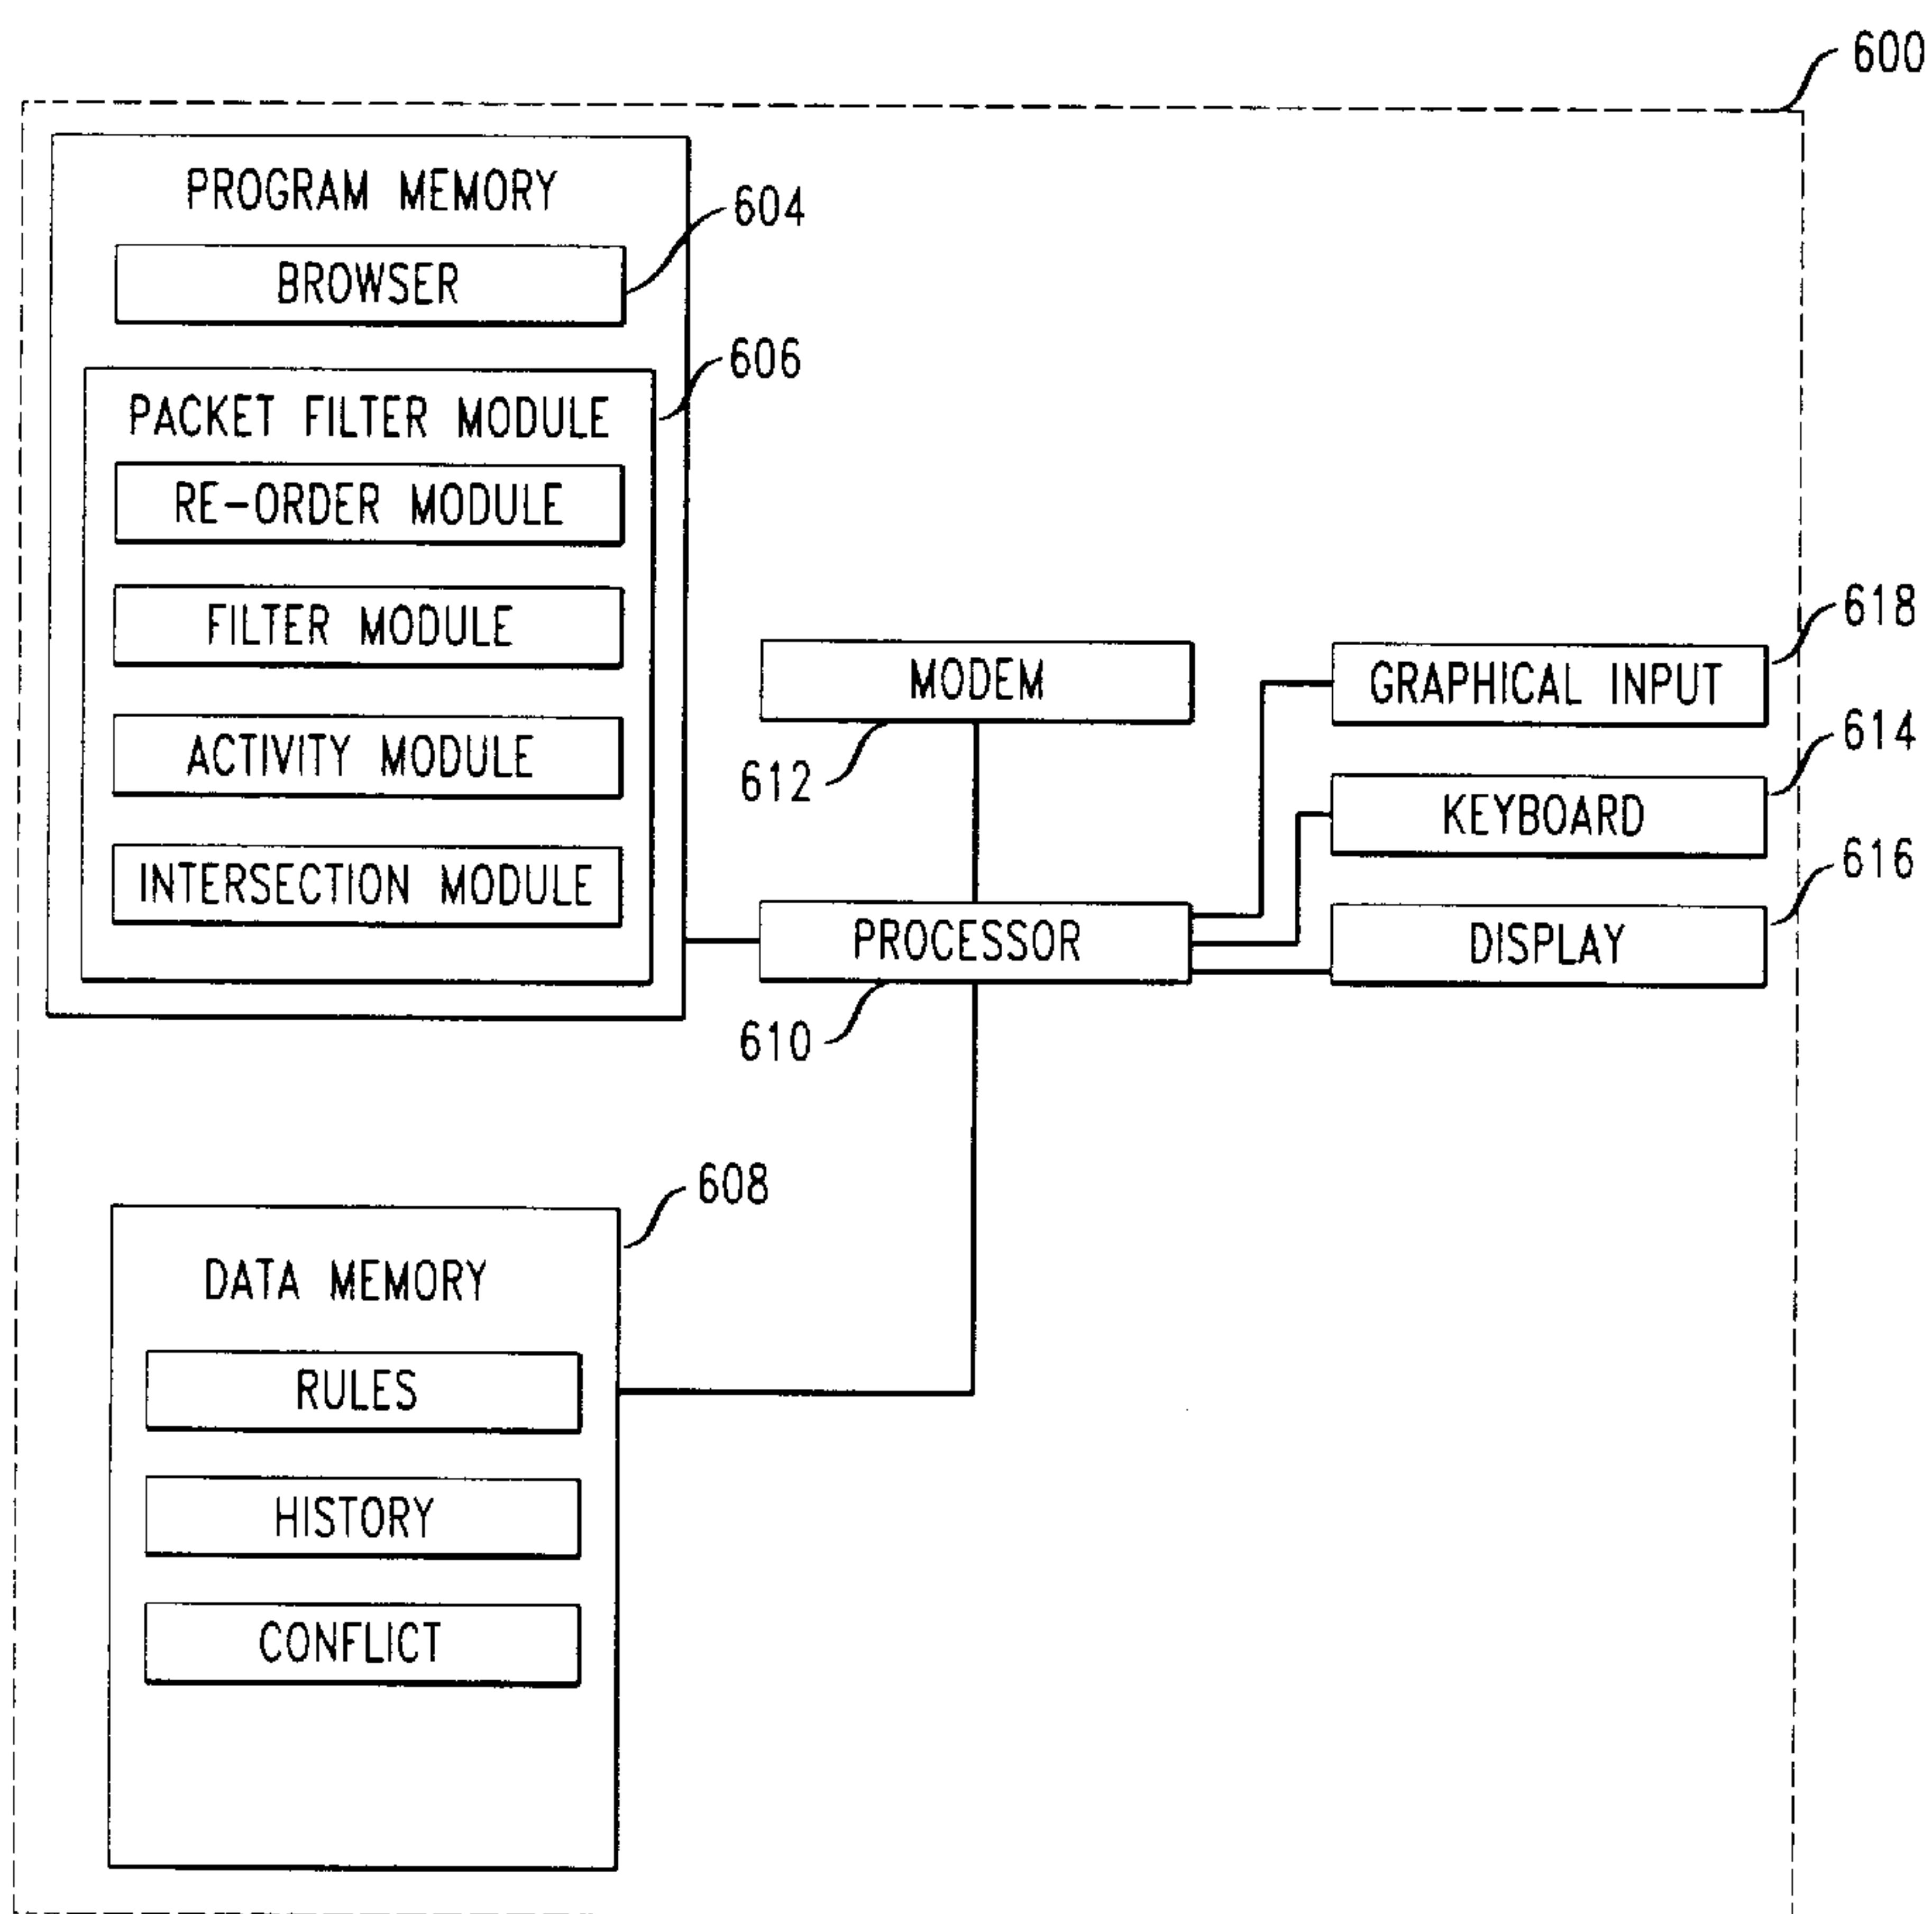 600
PROGRAM MEMORY
604
BROWSER
606
PACKET FILTER MODULE
RE-ORDER MODULE
FILTER MODULE
ACTIVITY MODULE
INTERSECTION MODULE
MODEM
612
PROCESSOR
610
618
GRAPHICAL INPUT
614
KEYBOARD
616
DISPLAY
608
DATA MEMORY
RULES
HISTORY
CONFLICT